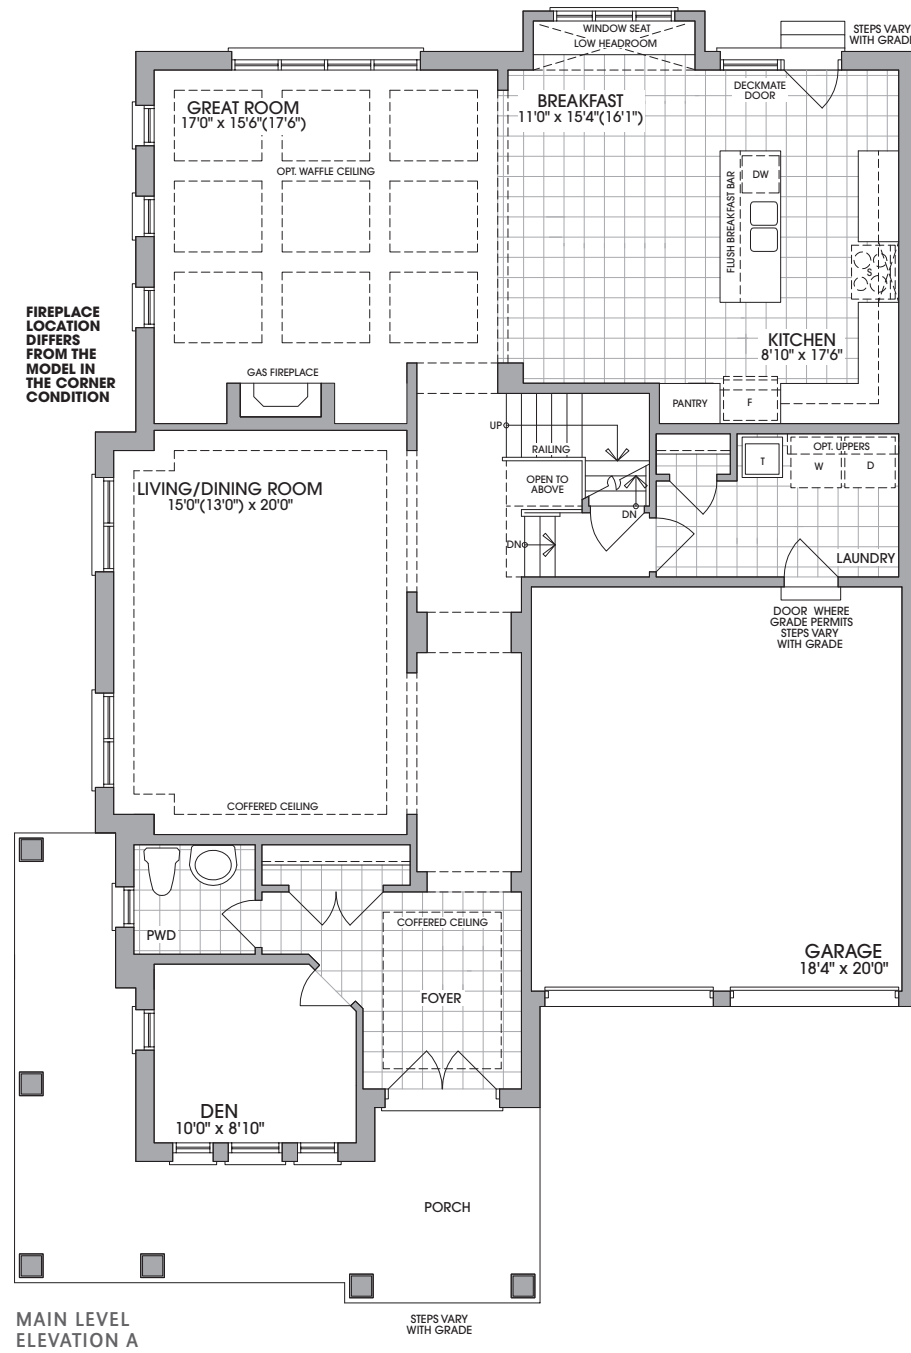 WINDOW SEAT
LOW HEADROOM
STEPS VARY
WITH GRADE
GREAT ROOM
17'0" x 15'6"(17'6")
BREAKFAST
11'0" x 15'4"(16'1")
DECKMATE
DOOR
OPT. WAFFLE CEILING
DW
FLUSH BREAKFAST BAR
S
FIREPLACE
LOCATION
DIFFERS
FROM THE
MODEL IN
THE CORNER
CONDITION
KITCHEN
8'10" x 17'6"
GAS FIREPLACE
PANTRY
F
UP
RAILING
OPEN TO
ABOVE
DN
DN
T
OPT. UPPERS
W
D
LAUNDRY
LIVING/DINING ROOM
15'0"(13'0") x 20'0"
DOOR WHERE
GRADE PERMITS
STEPS VARY
WITH GRADE
COFFERED CEILING
PWD
COFFERED CEILING
FOYER
GARAGE
18'4" x 20'0"
DEN
10'0" x 8'10"
PORCH
MAIN LEVEL
ELEVATION A
STEPS VARY
WITH GRADE